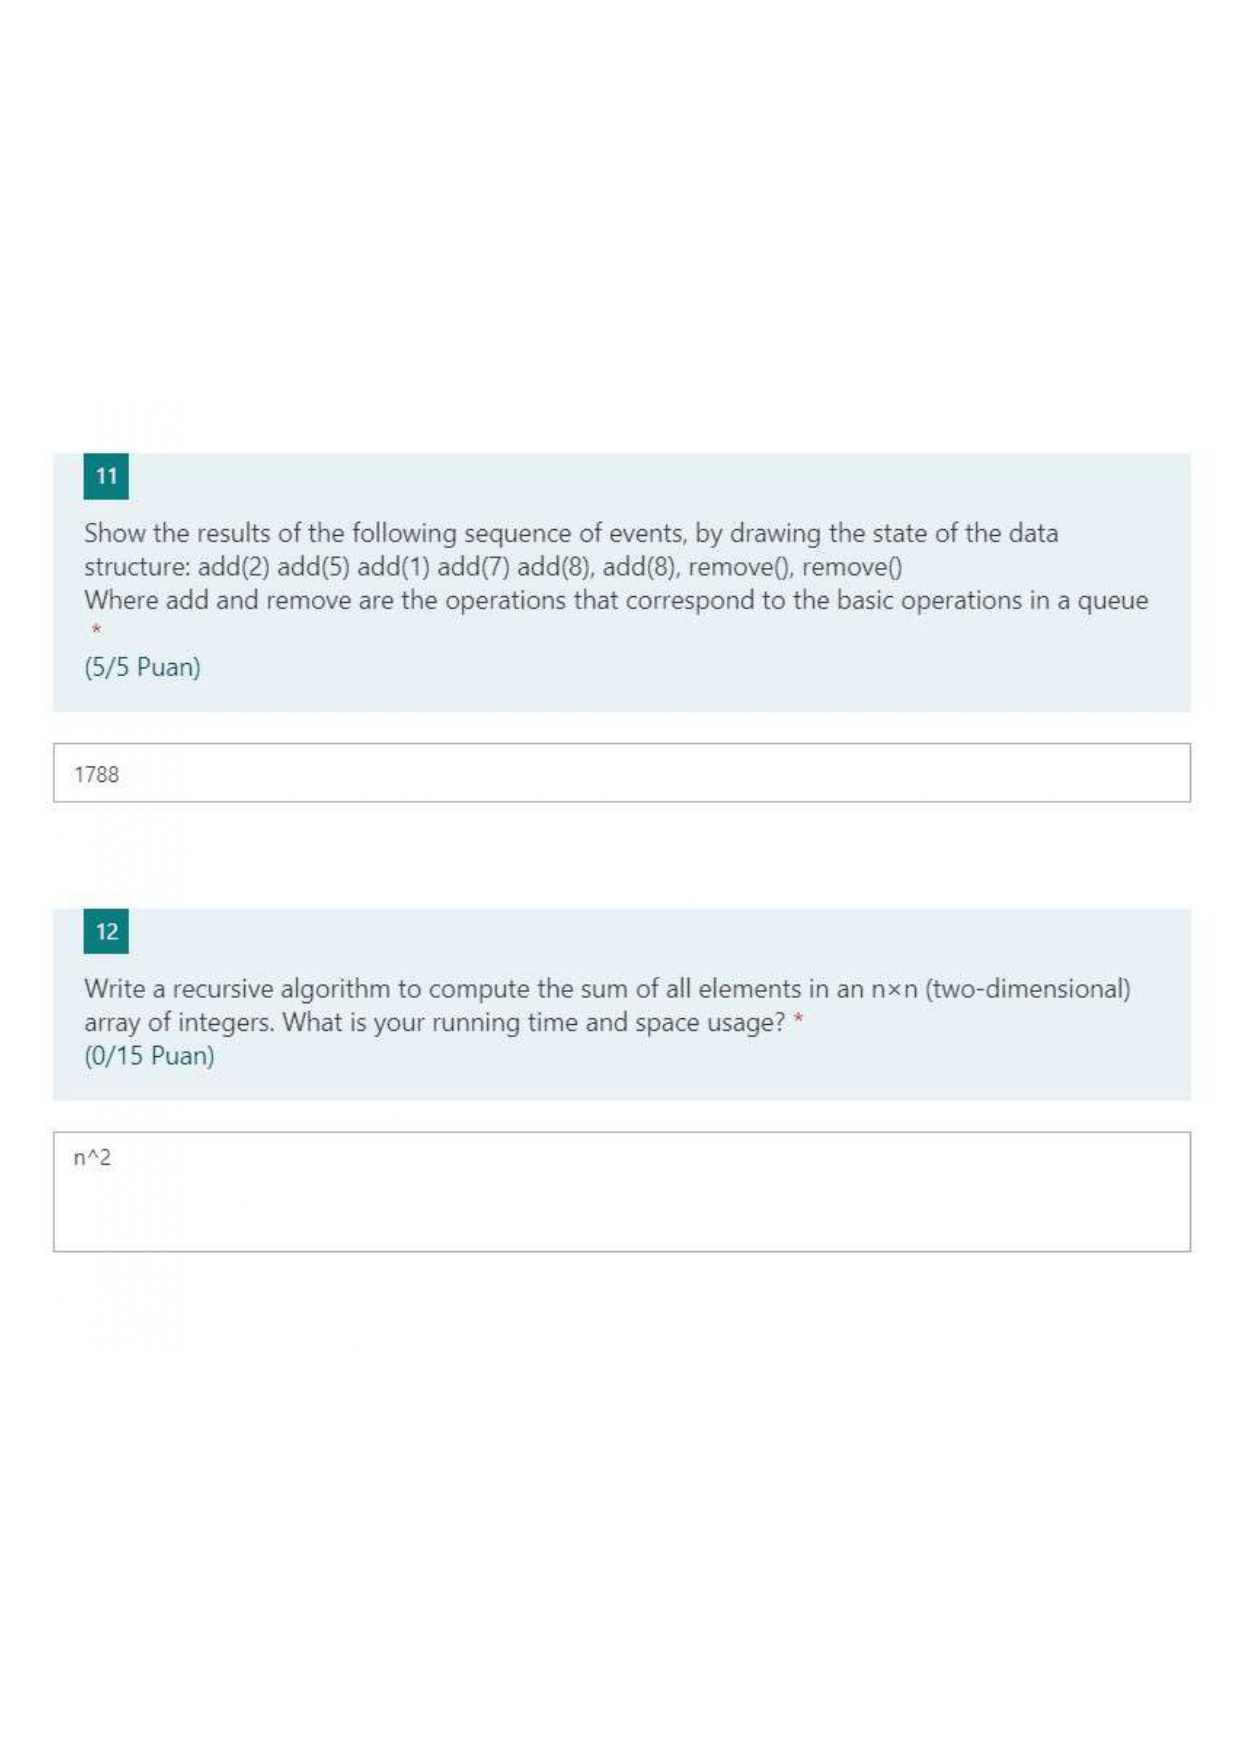 11
Show the results of the following sequence of events, by drawing the state of the data
structure: add(2) add(5) add(1) add(7) add(8), add(8), remove(), remove()
Where add and remove are the operations that correspond to the basic operations in a queue
*
(5/5 Puan)
1788
12
Write a recursive algorithm to compute the sum of all elements in an n×n (two-dimensional)
array of integers. What is your running time and space usage? *
(0/15 Puan)
n^2